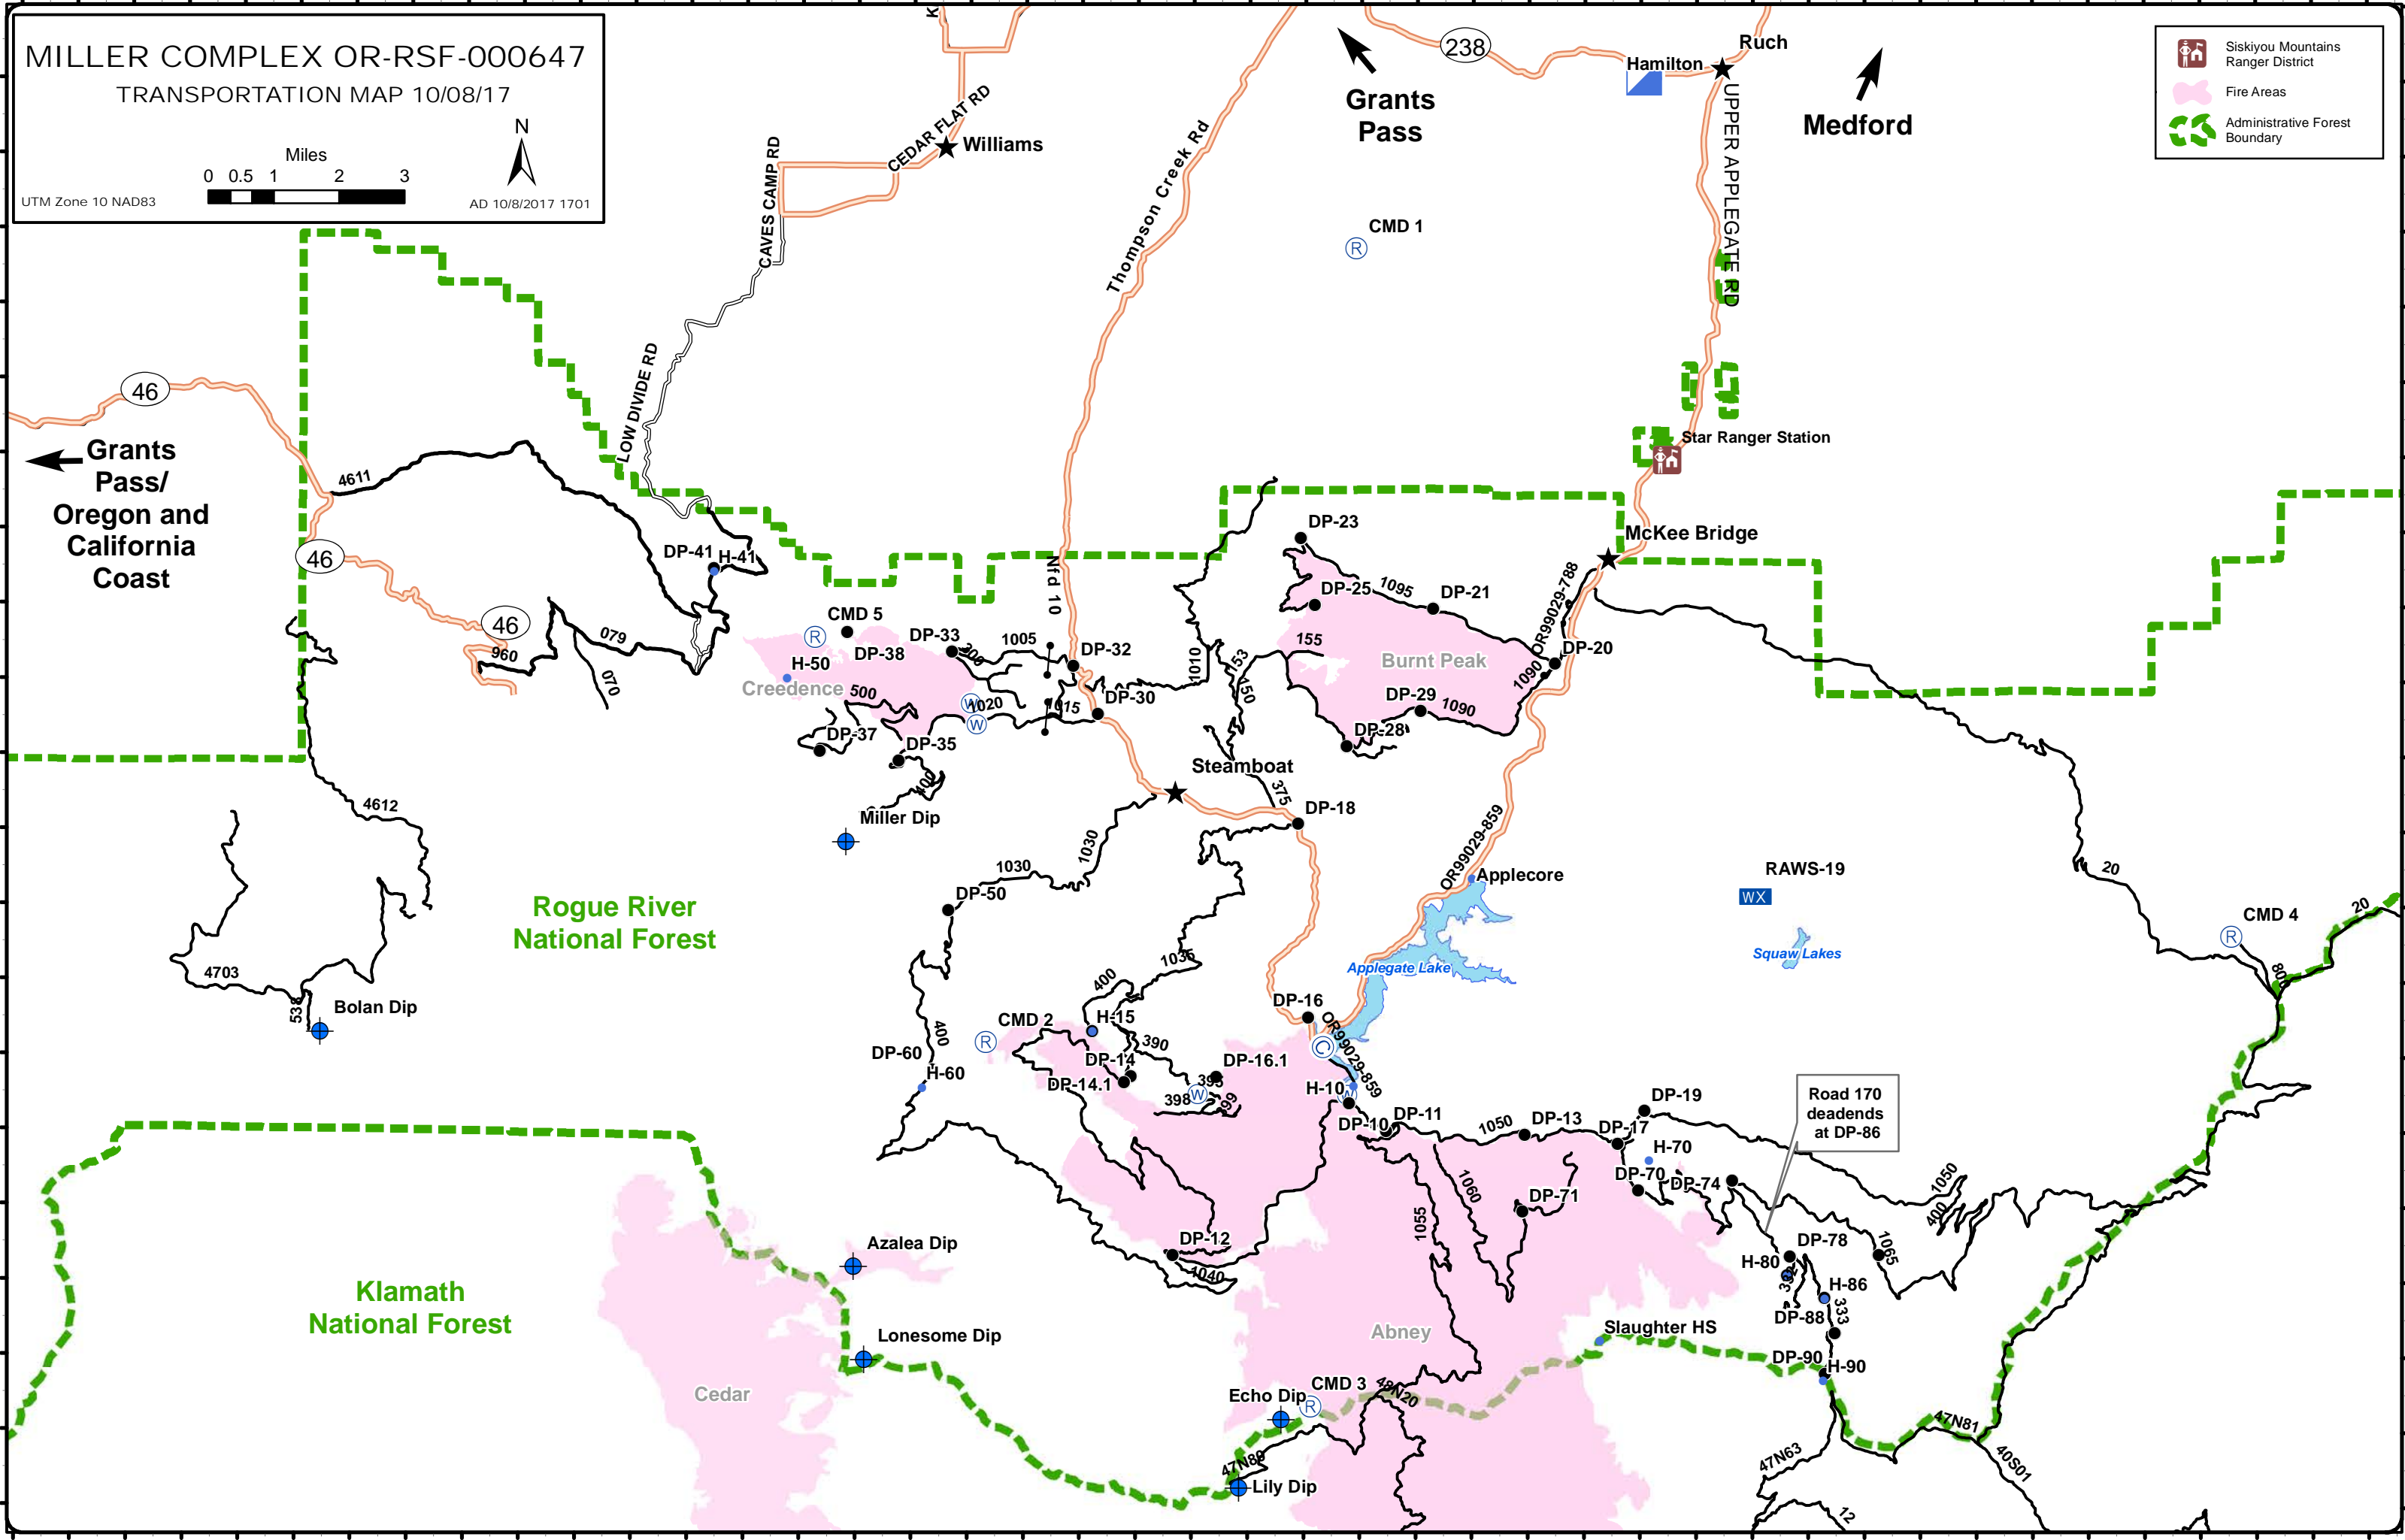 MILLER COMPLEX OR-RSF-000647
TRANSPORTATION MAP 10/08/17
N
Miles
0 0.5 1 2 3
UTM Zone 10 NAD83
AD 10/8/2017 1701
Siskiyou Mountains
Ranger District
Fire Areas
Administrative Forest
Boundary
K
238
Ruch
Hamilton
Grants
Pass
Medford
UPPER APPLEGATE RD
CEDAR FLAT RD
Williams
CAVES CAMP RD
Thompson Creek Rd
R
CMD 1
LOW DIVIDE RD
46
Grants
Pass/
Oregon and
California
Coast
4611
Star Ranger Station
46
DP-41
H-41
Nfd 10
DP-23
McKee Bridge
46
079
960
070
CMD 5
R
DP-33
DP-38
H-50
Creedence
500
200
1005
DP-32
DP-25
1095
DP-21
OR99029-788
155
Burnt Peak
DP-20
1010
153
150
1090
W
W
1020
1015
DP-30
DP-29
1090
DP-37
DP-35
400
DP-28
Steamboat
375
4612
Miller Dip
DP-18
1030
1030
OR99029-859
DP-50
Applecore
RAWS-19
WX
20
Rogue River
National Forest
CMD 4
R
20
Squaw Lakes
Applegate Lake
1035
4703
400
800
538
Bolan Dip
DP-16
H-15
CMD 2
R
400
390
C
OR99029-859
DP-60
DP-14
DP-16.1
H-60
DP-14.1
395
H-10
W
398
W
99
Road 170
deadends
at DP-86
DP-19
DP-10
DP-11
1050
DP-13
DP-17
H-70
DP-70
DP-74
1050
1060
DP-71
1055
400
DP-12
1040
DP-78
H-80
1065
Azalea Dip
H-86
333
DP-88
Klamath
National Forest
Lonesome Dip
Abney
Slaughter HS
DP-90
H-90
Cedar
CMD 3
R
Echo Dip
48N20
47N81
47N63
40S01
47N80
Lily Dip
12